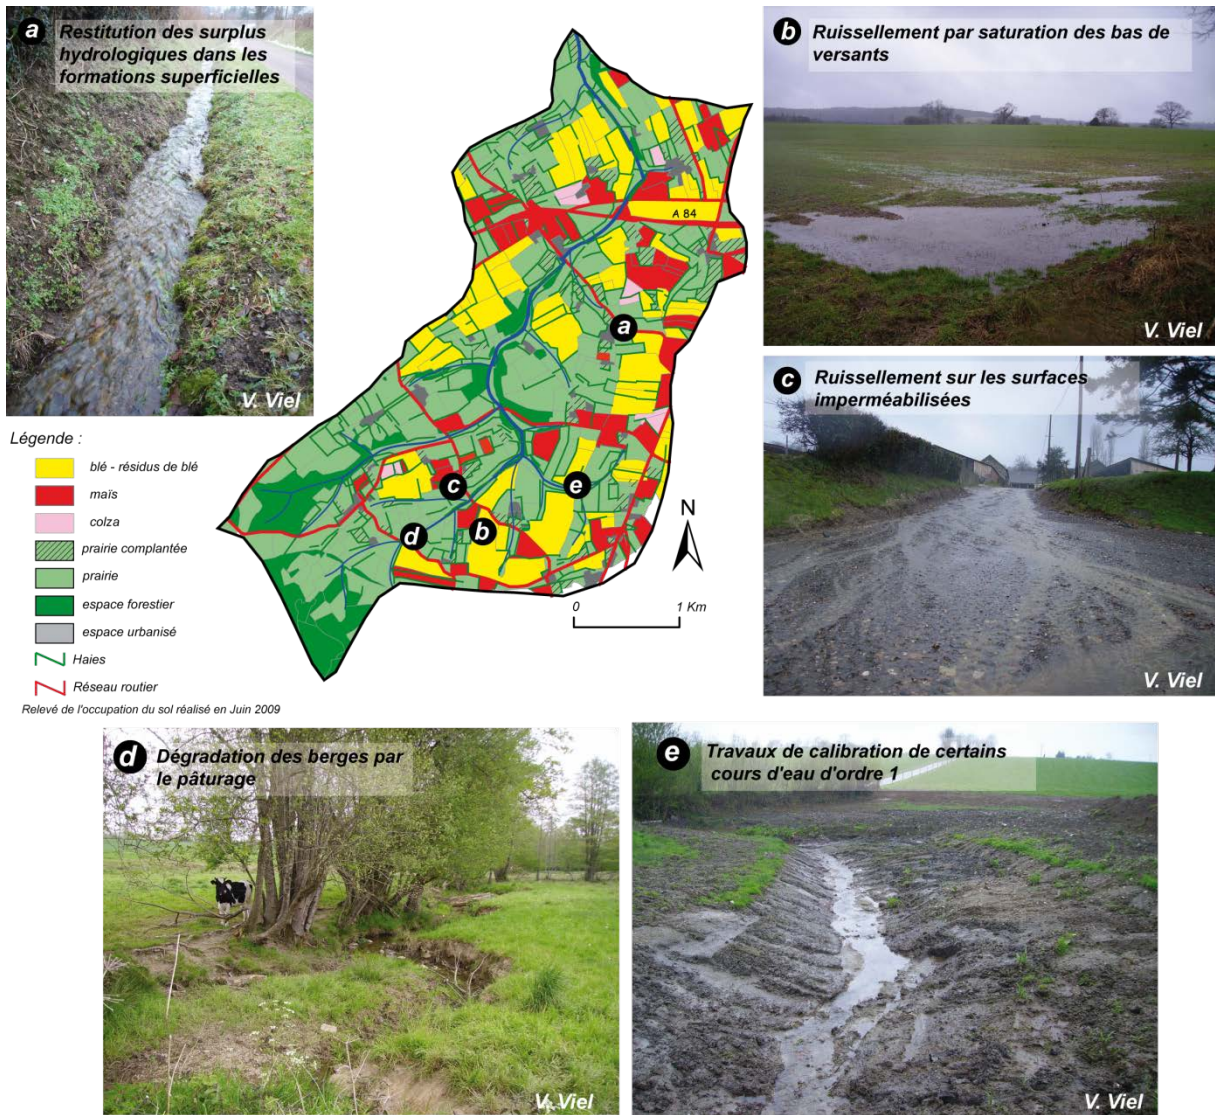 a Restitution des surplus
hydrologiques dans les
formations superficielles
V. Viel
b Ruissellement par saturation des bas de
versants
V. Viel
c Ruissellement sur les surfaces
imperméabilisées
V. Viel
A 84
a
c
e
d
b
N
0 1 Km
Légende :
blé - résidus de blé
maïs
colza
prairie complantée
prairie
espace forestier
espace urbanisé
Haies
Réseau routier
Relevé de l'occupation du sol réalisé en Juin 2009
d Dégradation des berges par
le pâturage
V. Viel
e Travaux de calibration de certains
cours d'eau d'ordre 1
V. Viel